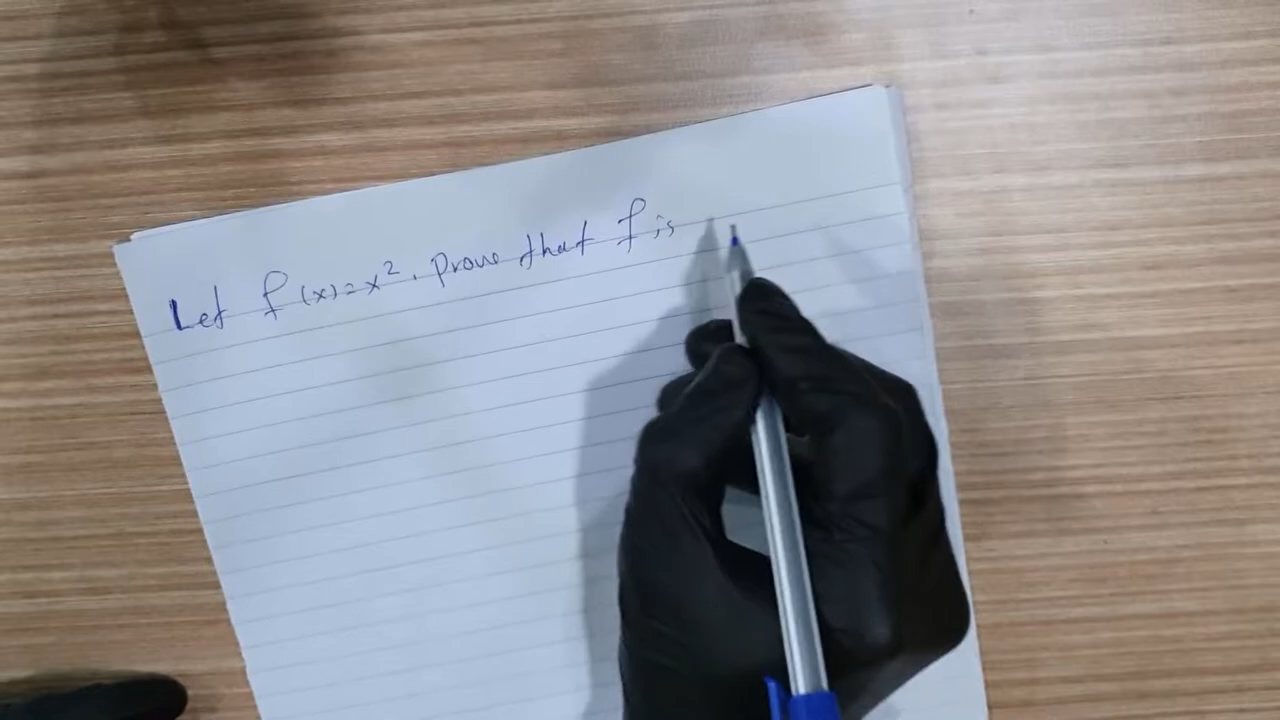 Let f(x)=x². Prove that f is